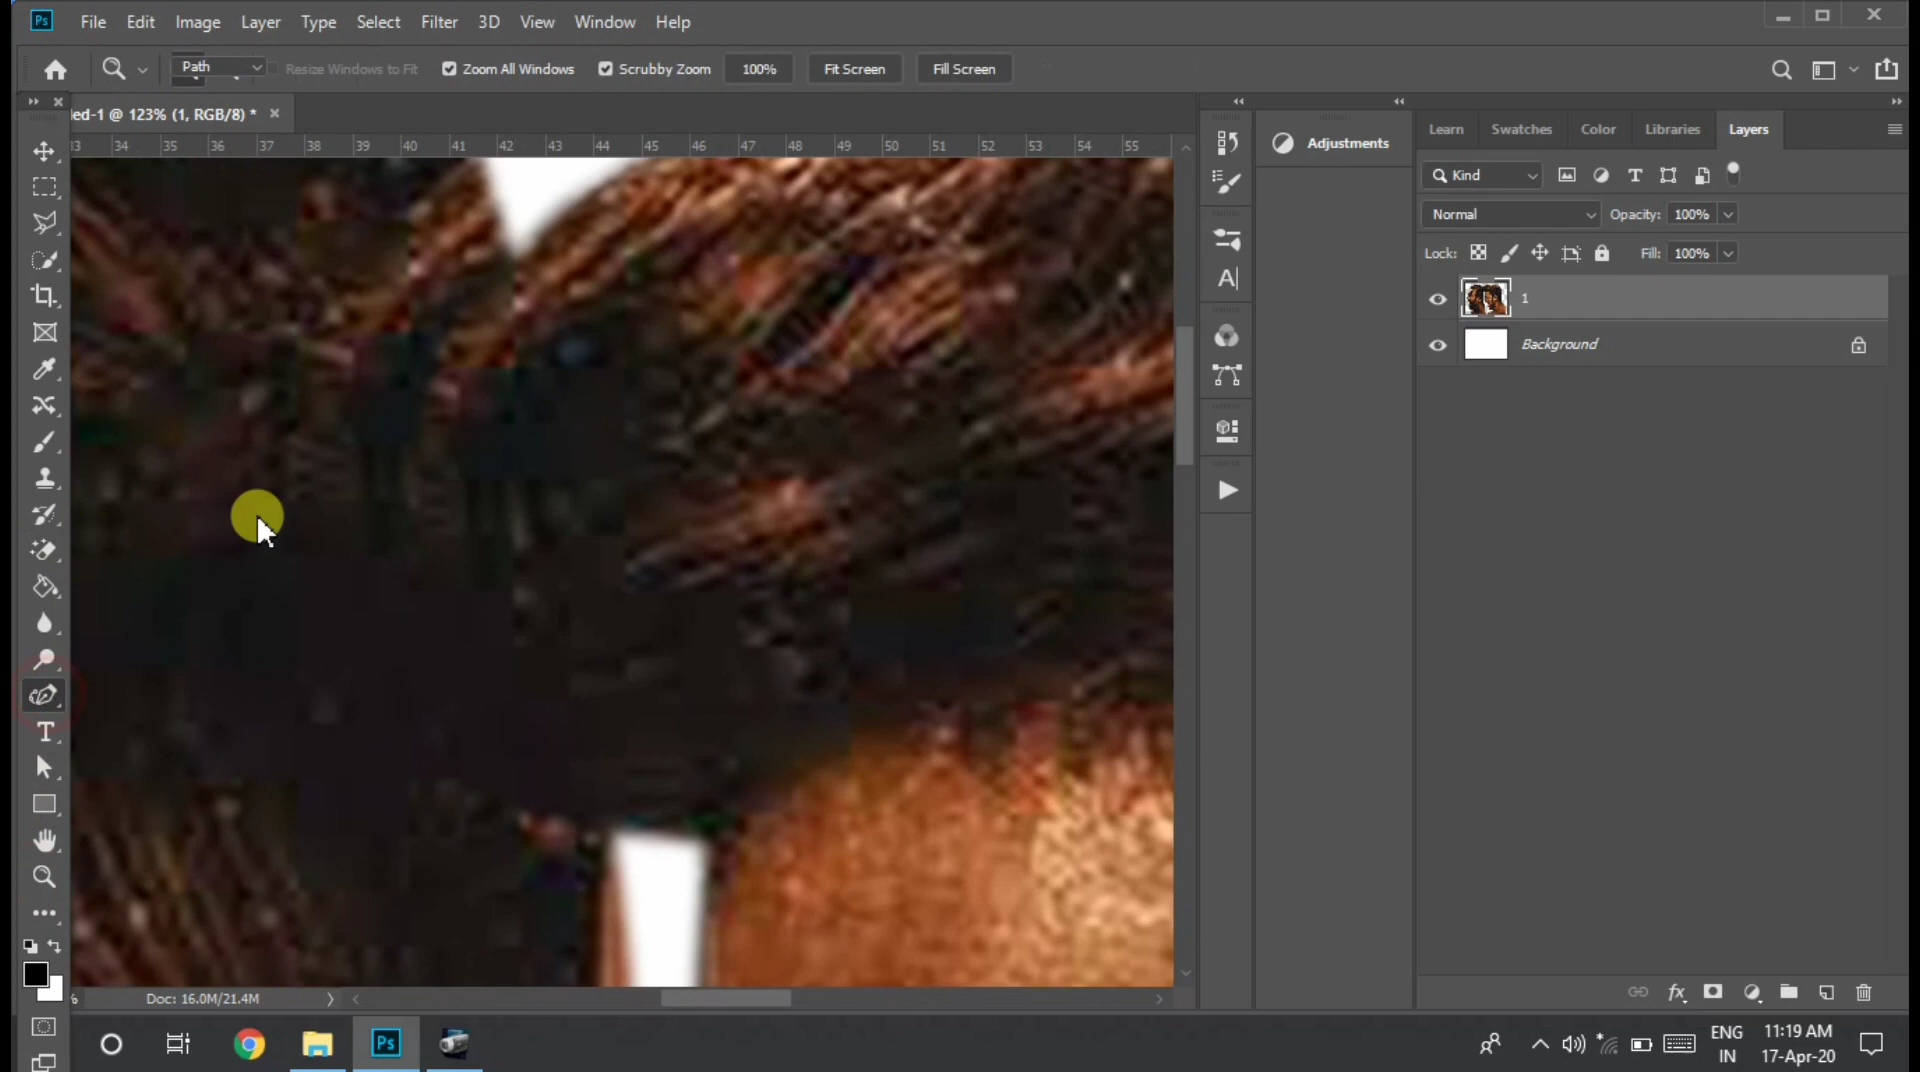 Ps File Edit Image Layer Type Select Filter 3D View Window Help
Path Resize Windows to Fit Zoom All Windows Scrubby Zoom 100% Fit Screen Fill Screen
led-1 @ 123% (1, RGB/8) *
33 34 35 36 37 38 39 40 41 42 43 44 45 46 47 48 49 50 51 52 53 54 55
Adjustments
Learn Swatches Color Libraries Layers
Kind
Normal Opacity: 100%
Lock: Fill: 100%
1
Background
% Doc: 16.0M/21.4M
fx
Ps
ENG
IN
11:19 AM
17-Apr-20